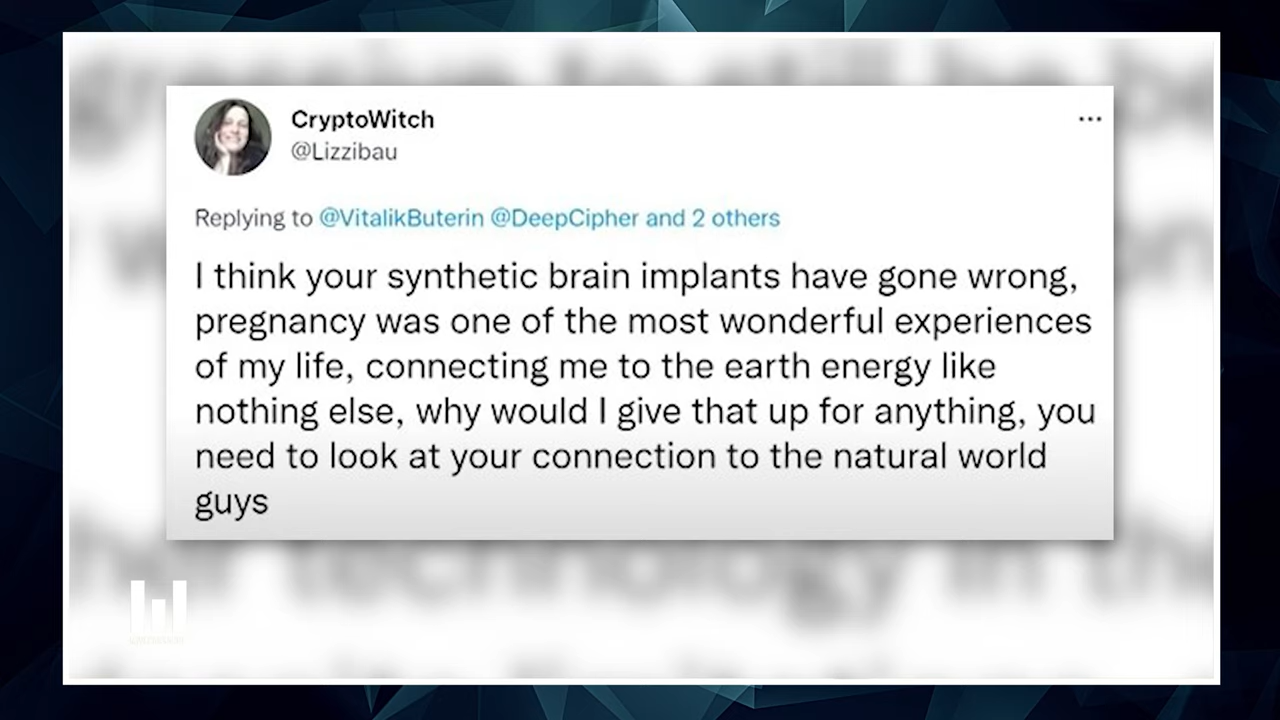 CryptoWitch
@Lizzibau
Replying to @VitalikButerin @DeepCipher and 2 others
I think your synthetic brain implants have gone wrong,
pregnancy was one of the most wonderful experiences
of my life, connecting me to the earth energy like
nothing else, why would I give that up for anything, you
need to look at your connection to the natural world
guys